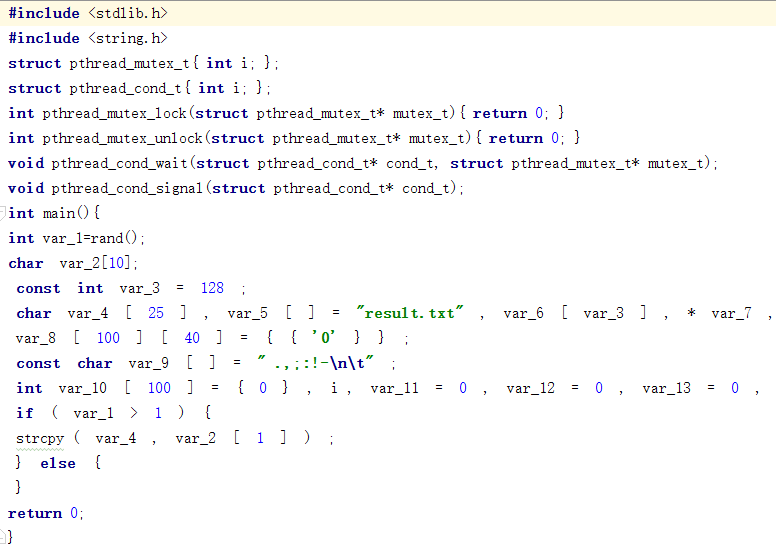 #include <stdlib.h>
#include <string.h>
struct pthread_mutex_t{ int i; };
struct pthread_cond_t{ int i; };
int pthread_mutex_lock(struct pthread_mutex_t* mutex_t){ return 0; }
int pthread_mutex_unlock(struct pthread_mutex_t* mutex_t){ return 0; }
void pthread_cond_wait(struct pthread_cond_t* cond_t, struct pthread_mutex_t* mutex_t);
void pthread_cond_signal(struct pthread_cond_t* cond_t);
int main(){
int var_1=rand();
char var_2[10];
const int var_3 = 128 ;
char var_4 [ 25 ] , var_5 [ ] = "result.txt" , var_6 [ var_3 ] , * var_7 ,
var_8 [ 100 ] [ 40 ] = { { '0' } } ;
const char var_9 [ ] = " .,;:!-\n\t" ;
int var_10 [ 100 ] = { 0 } , i , var_11 = 0 , var_12 = 0 , var_13 = 0 ,
if ( var_1 > 1 ) {
strcpy ( var_4 , var_2 [ 1 ] ) ;
} else {
}
return 0;
}